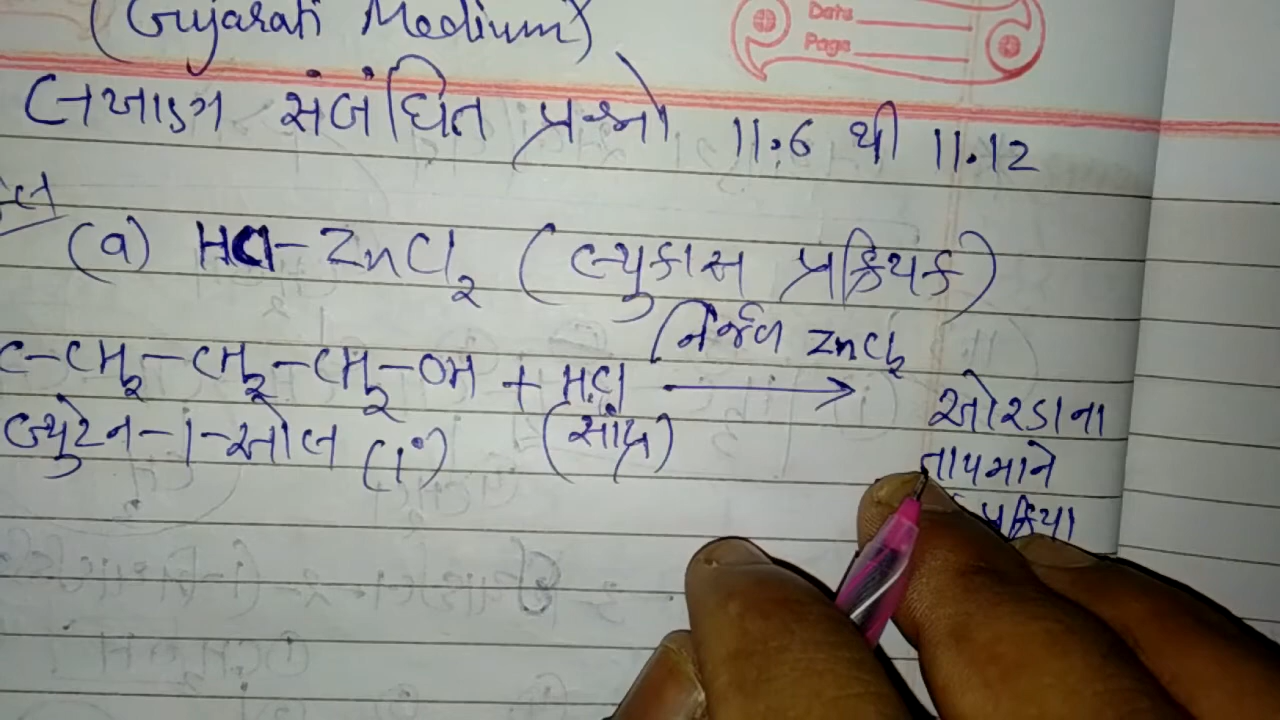 (Gujarati Medium)
Date
Page
લખાણ સંબંધિત પ્રશ્નો 11.6 થી 11.12
(a) HCl-ZnCl₂ (લ્યુકાસ પ્રક્રિયક)
નિર્જળ ZnCl₂
C-CH₂-CH₂-CH₂-OH + HCl ⟶ ઓરડાના
બ્યુટેન-1-ઓલ (1°) (સાંદ્ર) તાપમાને
પ્રક્રિયા